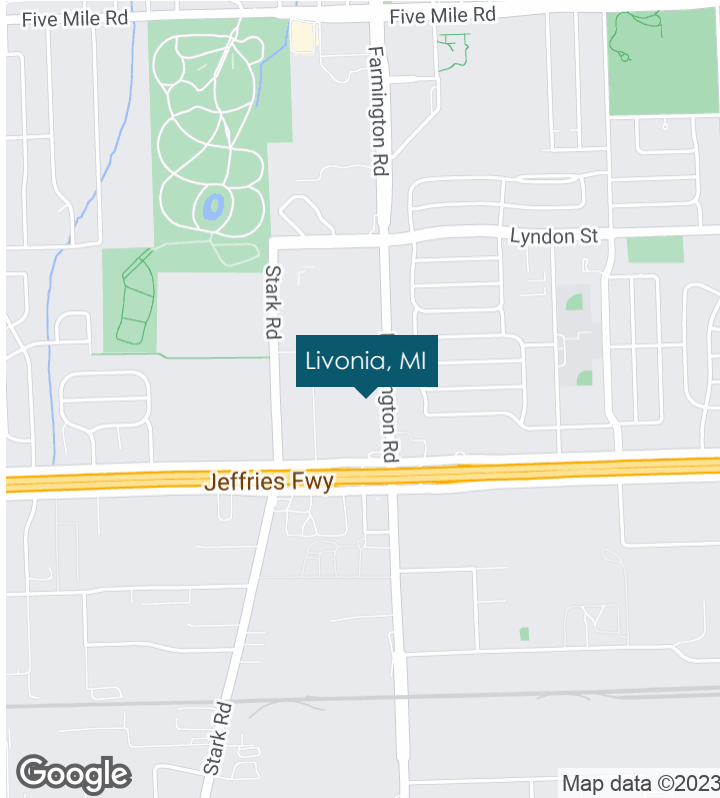 Five Mile Rd
Five Mile Rd
Farmington Rd
Lyndon St
Stark Rd
Livonia, MI
ngton Rd
Jeffries Fwy
Stark Rd
Google
Map data ©2023